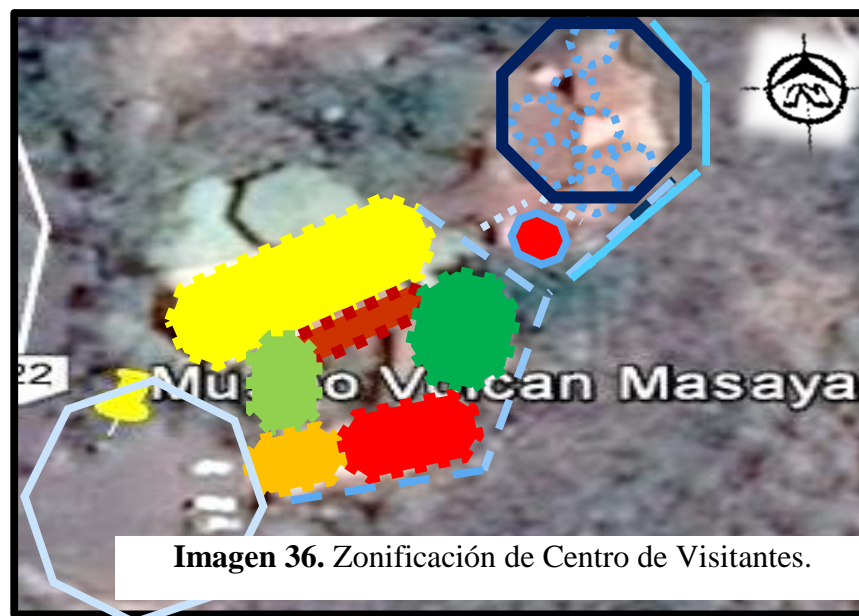 22
Museo Volcan Masaya
Imagen 36. Zonificación de Centro de Visitantes.